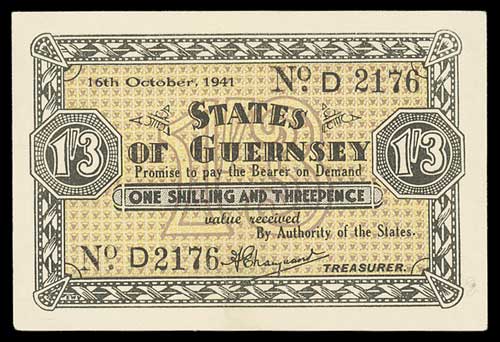 16th October, 1941
No. D 2176
STATES
OF GUERNSEY
1'3
1'3
Promise to pay the Bearer on Demand
ONE SHILLING AND THREEPENCE
value received
By Authority of the States.
No. D2176
TREASURER.